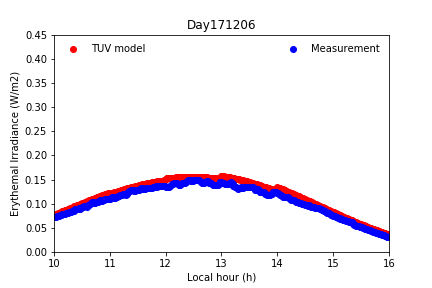 Day171206
TUV model
Measurement
Erythemal Irradiance (W/m2)
0.45
0.40
0.35
0.30
0.25
0.20
0.15
0.10
0.05
0.00
10 11 12 13 14 15 16
Local hour (h)